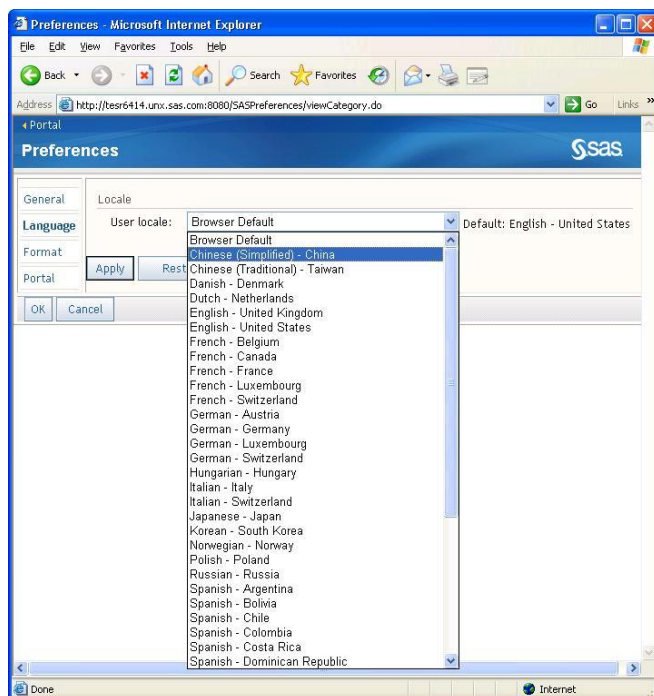 Preferences - Microsoft Internet Explorer
File Edit View Favorites Tools Help
Back Search Favorites
Address http://tesr6414.unx.sas.com:8080/SASPreferences/viewCategory.do Go Links »
Portal
Preferences
sas
General
Language
Format
Portal
Locale
User locale: Browser Default Default: English - United States
Browser Default
Chinese (Simplified) - China
Chinese (Traditional) - Taiwan
Danish - Denmark
Dutch - Netherlands
English - United Kingdom
English - United States
French - Belgium
French - Canada
French - France
French - Luxembourg
French - Switzerland
German - Austria
German - Germany
German - Luxembourg
German - Switzerland
Hungarian - Hungary
Italian - Italy
Italian - Switzerland
Japanese - Japan
Korean - South Korea
Norwegian - Norway
Polish - Poland
Russian - Russia
Spanish - Argentina
Spanish - Bolivia
Spanish - Chile
Spanish - Colombia
Spanish - Costa Rica
Spanish - Dominican Republic
Apply Rest
OK Cancel
Done Internet